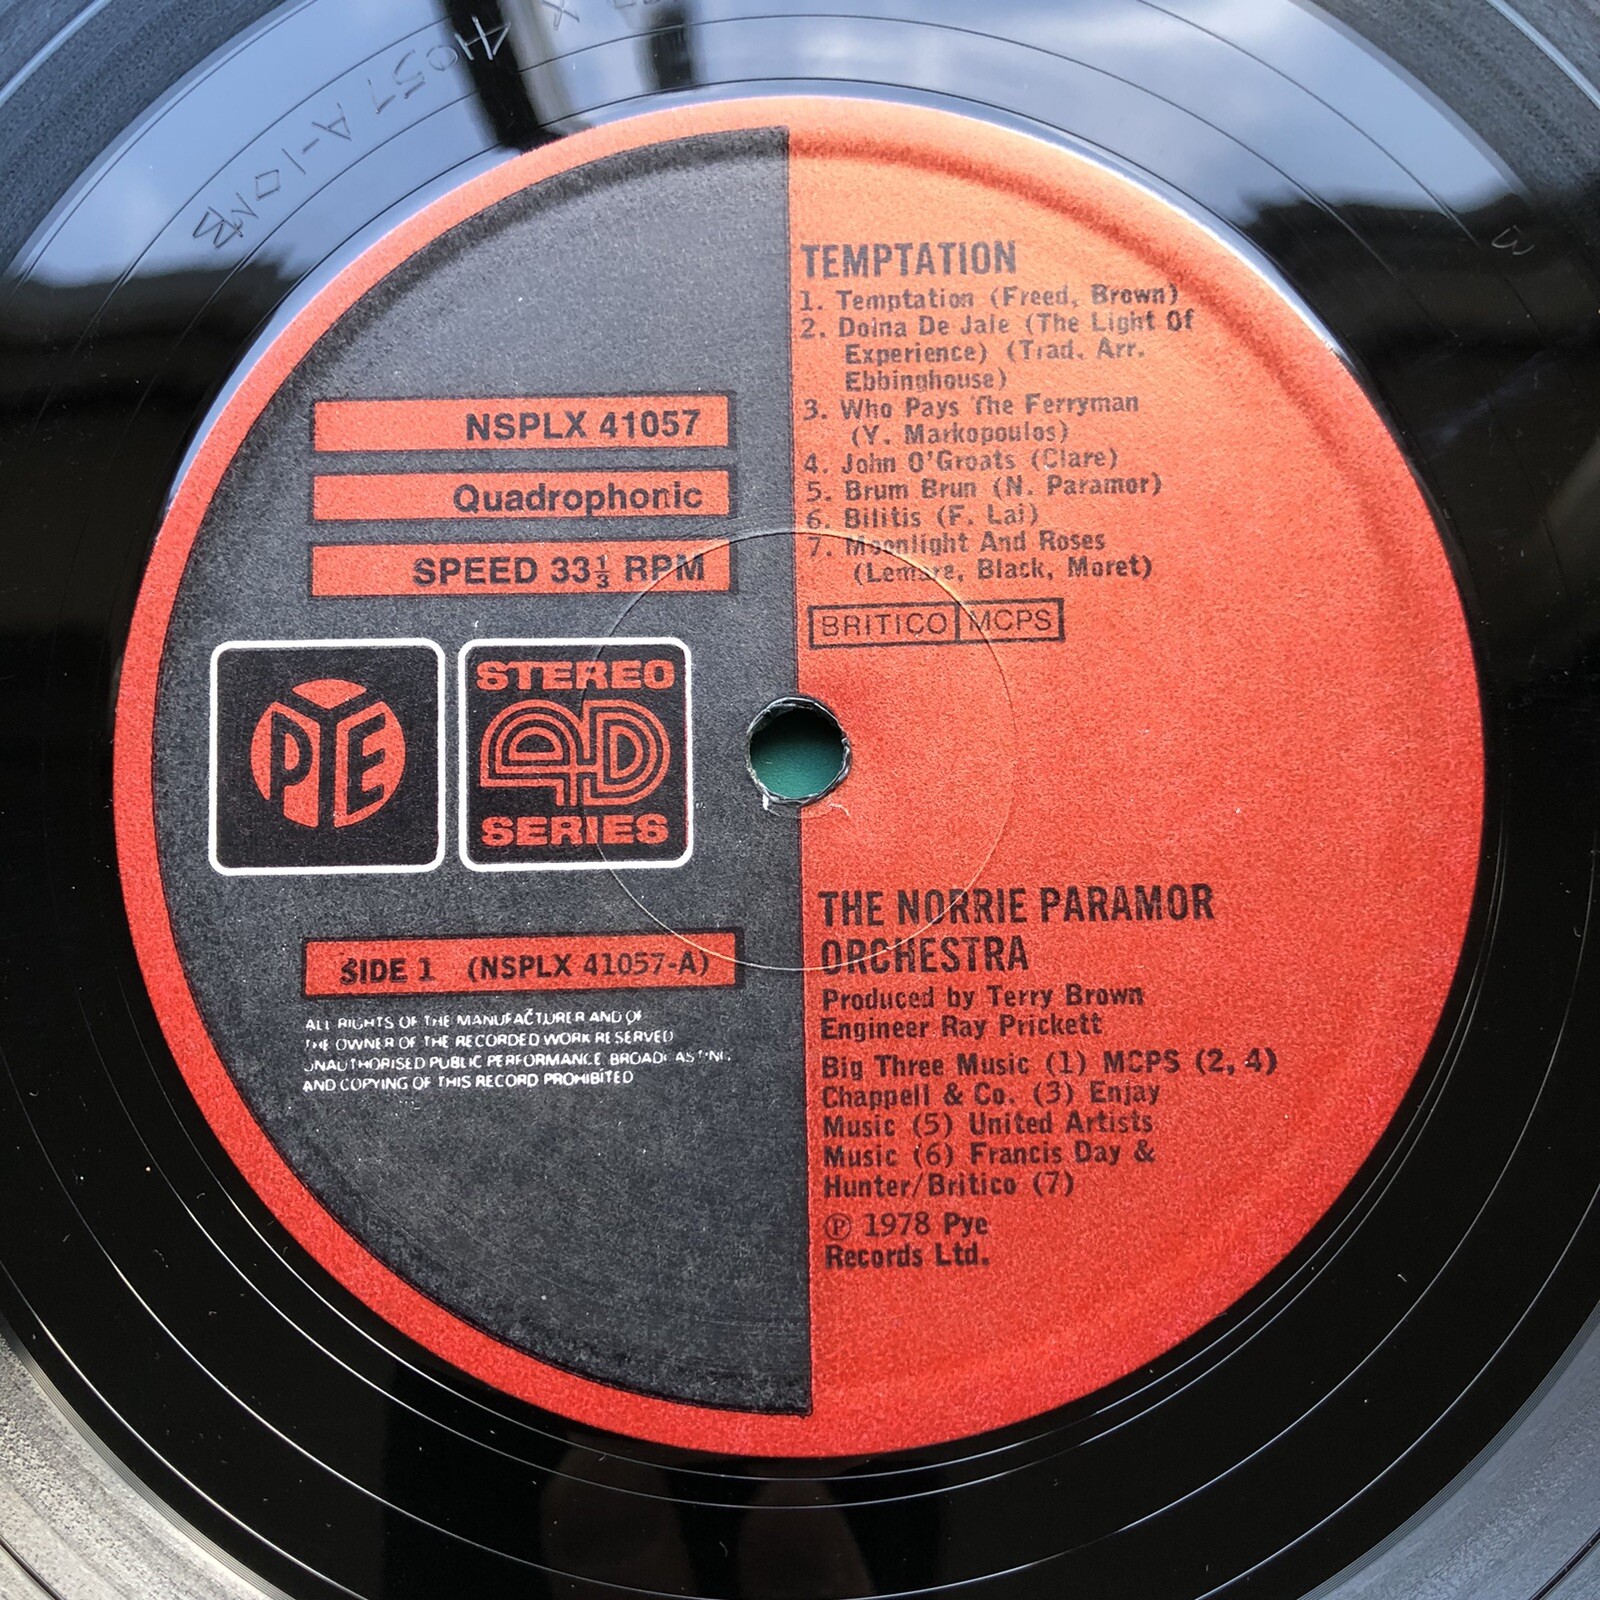 41057 A-10MB
NSPLX 41057
Quadrophonic
SPEED 33⅓ RPM
PYE
STEREO
4D
SERIES
SIDE 1 (NSPLX 41057-A)
ALL RIGHTS OF THE MANUFACTURER AND OF
THE OWNER OF THE RECORDED WORK RESERVED
UNAUTHORISED PUBLIC PERFORMANCE BROADCASTING
AND COPYING OF THIS RECORD PROHIBITED
TEMPTATION
1. Temptation (Freed, Brown)
2. Doina De Jale (The Light Of
Experience) (Trad. Arr.
Ebbinghouse)
3. Who Pays The Ferryman
(Y. Markopoulos)
4. John O'Groats (Clare)
5. Brum Brun (N. Paramor)
6. Bilitis (F. Lai)
7. Moonlight And Roses
(Lemare, Black, Moret)
BRITICO MCPS
THE NORRIE PARAMOR
ORCHESTRA
Produced by Terry Brown
Engineer Ray Prickett
Big Three Music (1) MCPS (2, 4)
Chappell & Co. (3) Enjay
Music (5) United Artists
Music (6) Francis Day &
Hunter/Britico (7)
℗ 1978 Pye
Records Ltd.